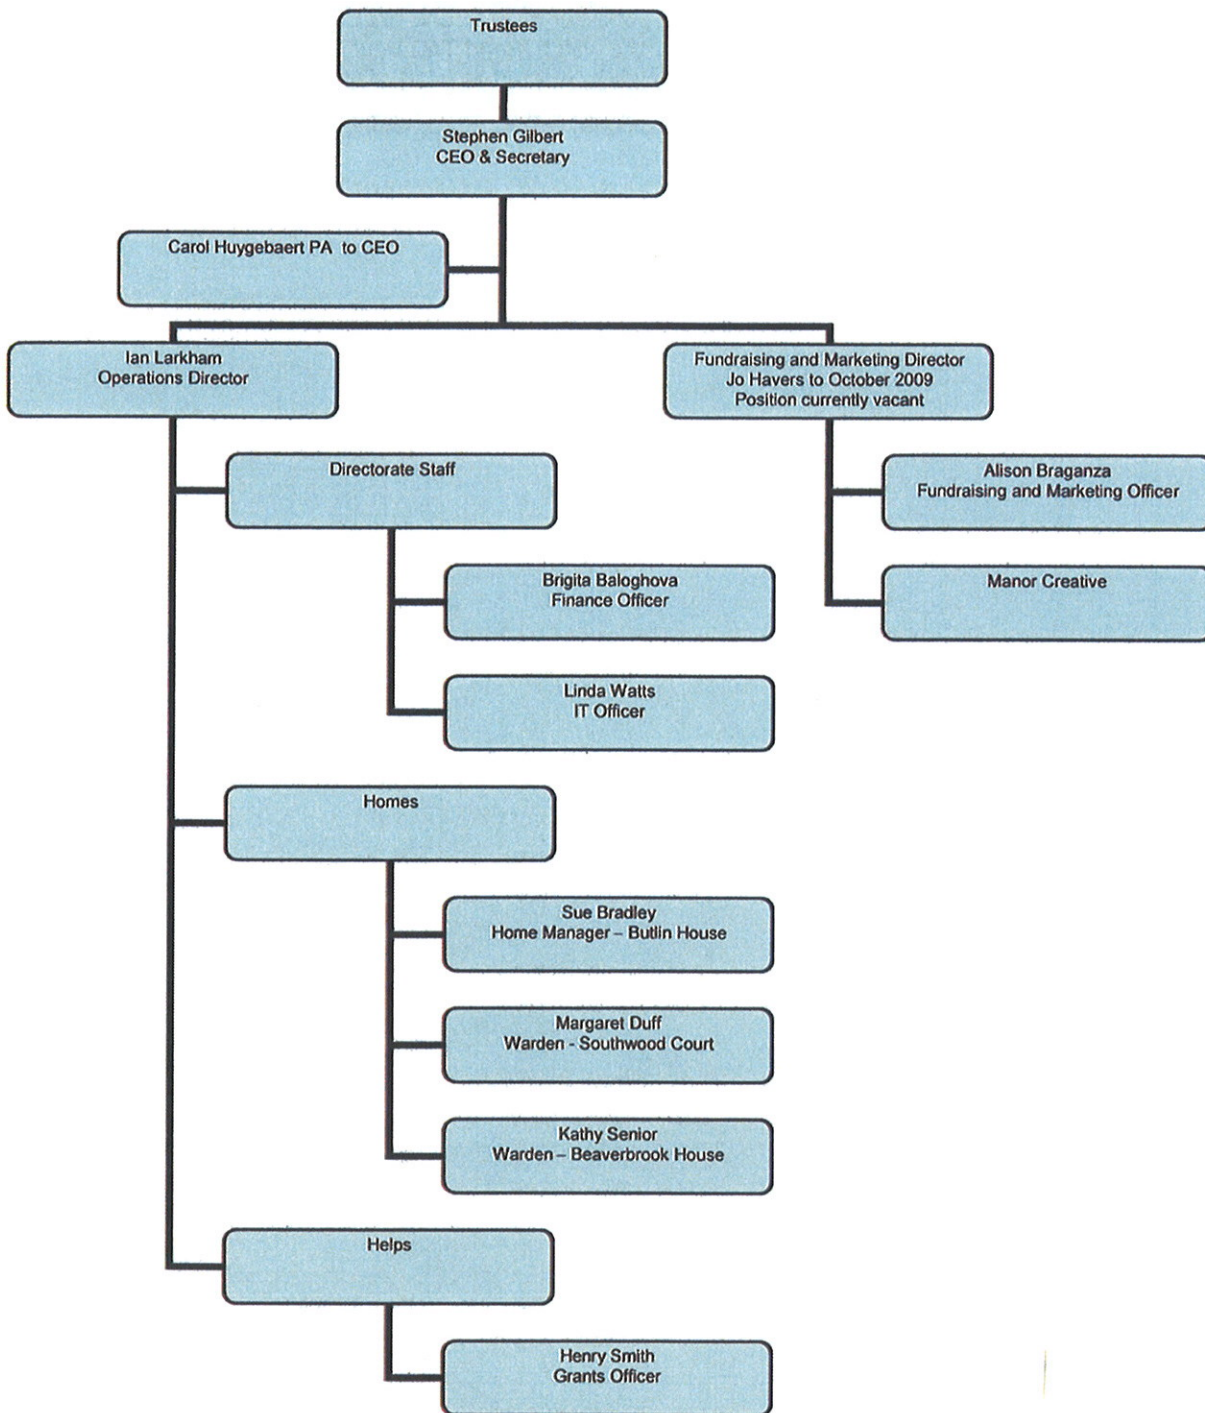 Trustees
Stephen Gilbert
CEO & Secretary
Carol Huygebaert PA to CEO
Ian Larkham
Operations Director
Fundraising and Marketing Director
Jo Havers to October 2009
Position currently vacant
Directorate Staff
Alison Braganza
Fundraising and Marketing Officer
Brigita Baloghova
Finance Officer
Manor Creative
Linda Watts
IT Officer
Homes
Sue Bradley
Home Manager – Butlin House
Margaret Duff
Warden - Southwood Court
Kathy Senior
Warden – Beaverbrook House
Helps
Henry Smith
Grants Officer